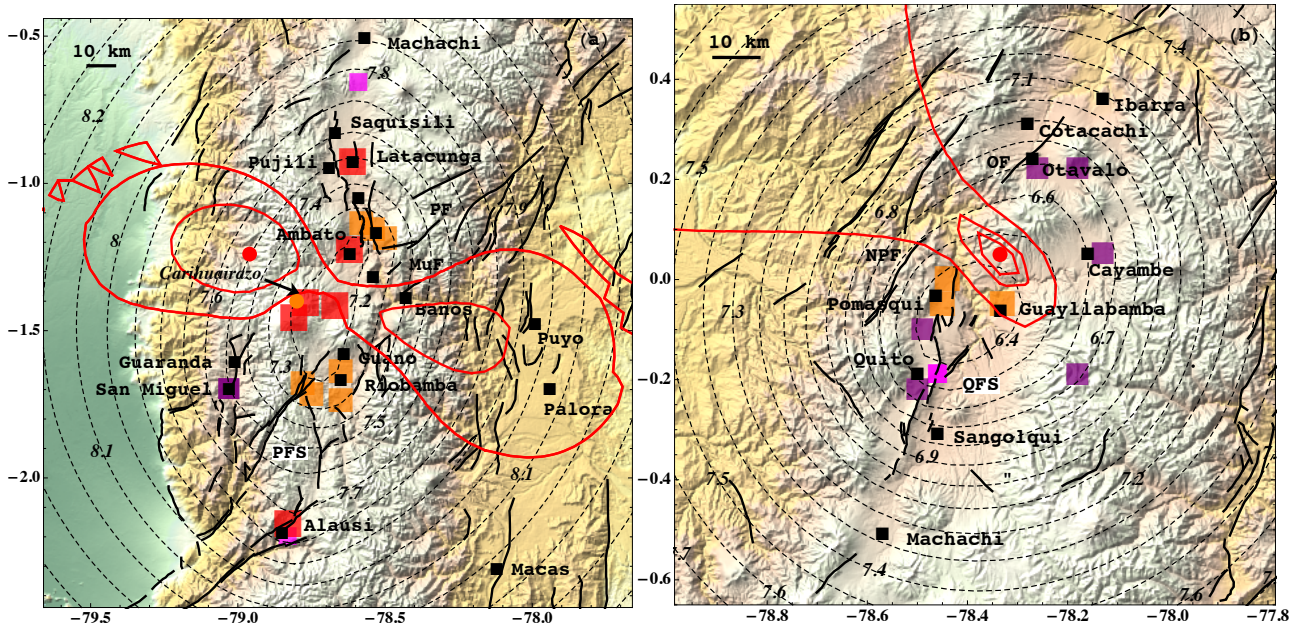 (a)
10 km
−0.5
−1.0
−1.5
−2.0
−79.5
−79.0
−78.5
−78.0
8.2
7.8
Machachi
Saquisili
Pujili
Latacunga
7.4
PF
7.9
8
Ambato
MuF
Carihuairazo
7.6
7.2
Banos
Puyo
Guaranda
7.3
Guano
San Miguel
Riobamba
Palora
7.5
8.1
PFS
8.1
7.7
Alausi
Macas
(b)
10 km
0.4
0.2
0.0
−0.2
−0.4
−0.6
−78.8
−78.6
−78.4
−78.2
−78.0
−77.8
7.4
7.1
Ibarra
Cotacachi
7.5
OF
Otavalo
6.6
7
6.8
NPF
Cayambe
7.3
Pomasqui
Guayllabamba
6.4
6.7
Quito
QFS
Sangolqui
6.9
7.5
"
7.2
Machachi
7.4
7.6
7.6